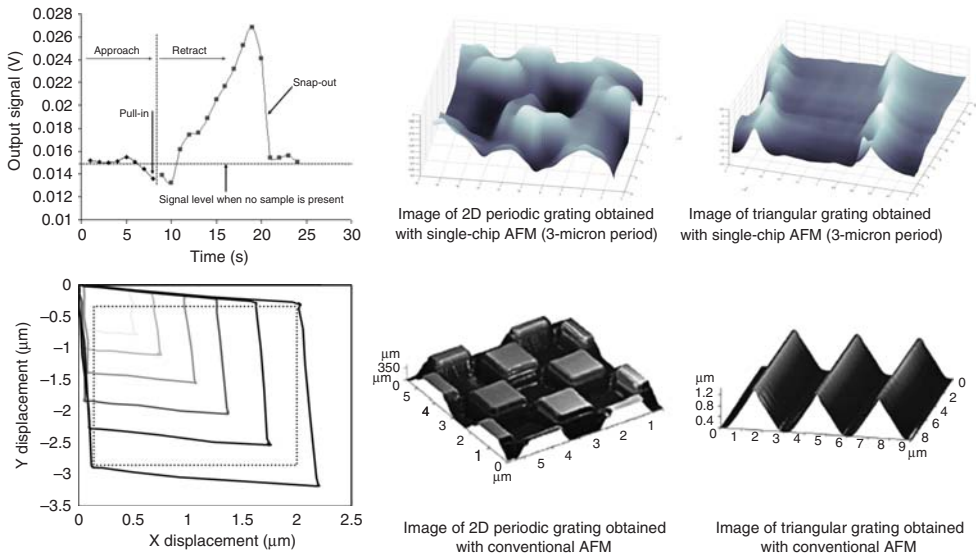 0.028
0.026
0.024
0.022
0.02
0.018
0.016
0.014
0.012
0.01
Output signal (V)
Approach
Retract
Pull-in
Snap-out
Signal level when no sample is present
0 5 10 15 20 25 30
Time (s)
Image of 2D periodic grating obtained
with single-chip AFM (3-micron period)
Image of triangular grating obtained
with single-chip AFM (3-micron period)
0
–0.5
–1
–1.5
–2
–2.5
–3
–3.5
Y displacement (μm)
0 0.5 1 1.5 2 2.5
X displacement (μm)
μm
350
μm 0
5
4
3
2
1
0
μm
5
4
3
2
1
Image of 2D periodic grating obtained
with conventional AFM
μm
1.2
0.8
0.4
0 1 2 3 4 5 6 7 8 9
μm
8
6
4
2
0
Image of triangular grating obtained
with conventional AFM